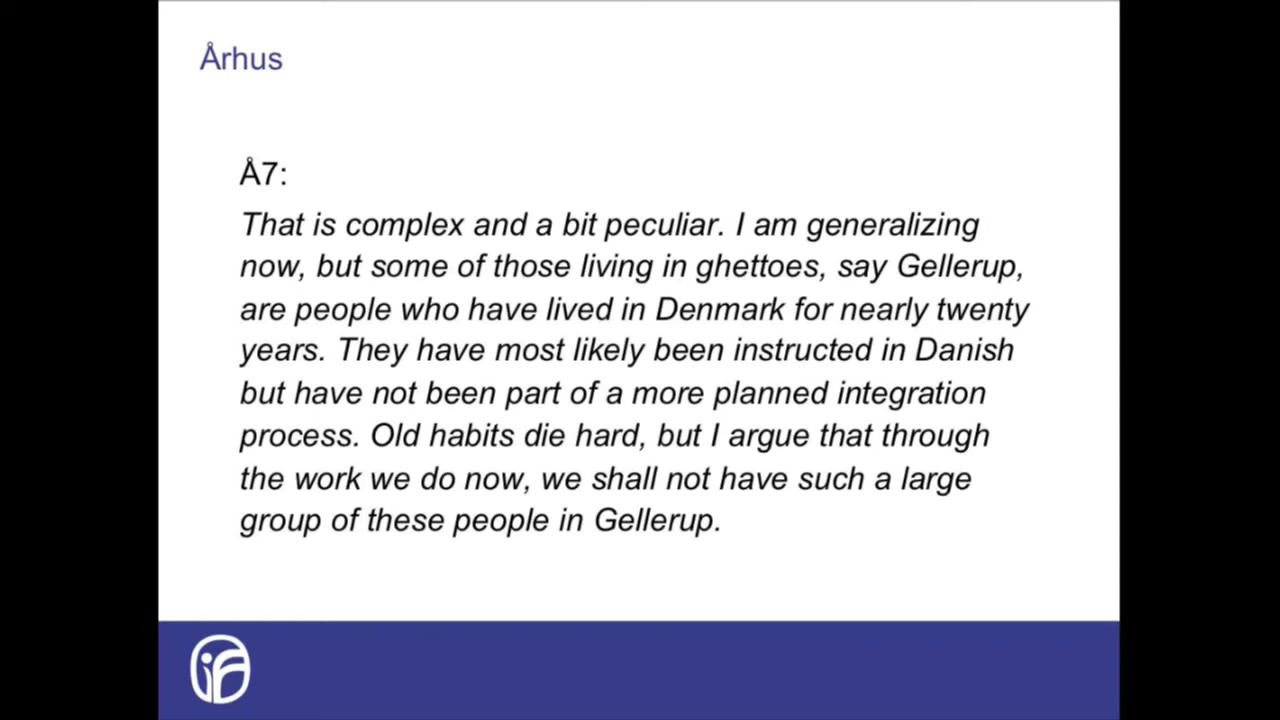 Århus
Å7:
That is complex and a bit peculiar. I am generalizing
now, but some of those living in ghettoes, say Gellerup,
are people who have lived in Denmark for nearly twenty
years. They have most likely been instructed in Danish
but have not been part of a more planned integration
process. Old habits die hard, but I argue that through
the work we do now, we shall not have such a large
group of these people in Gellerup.